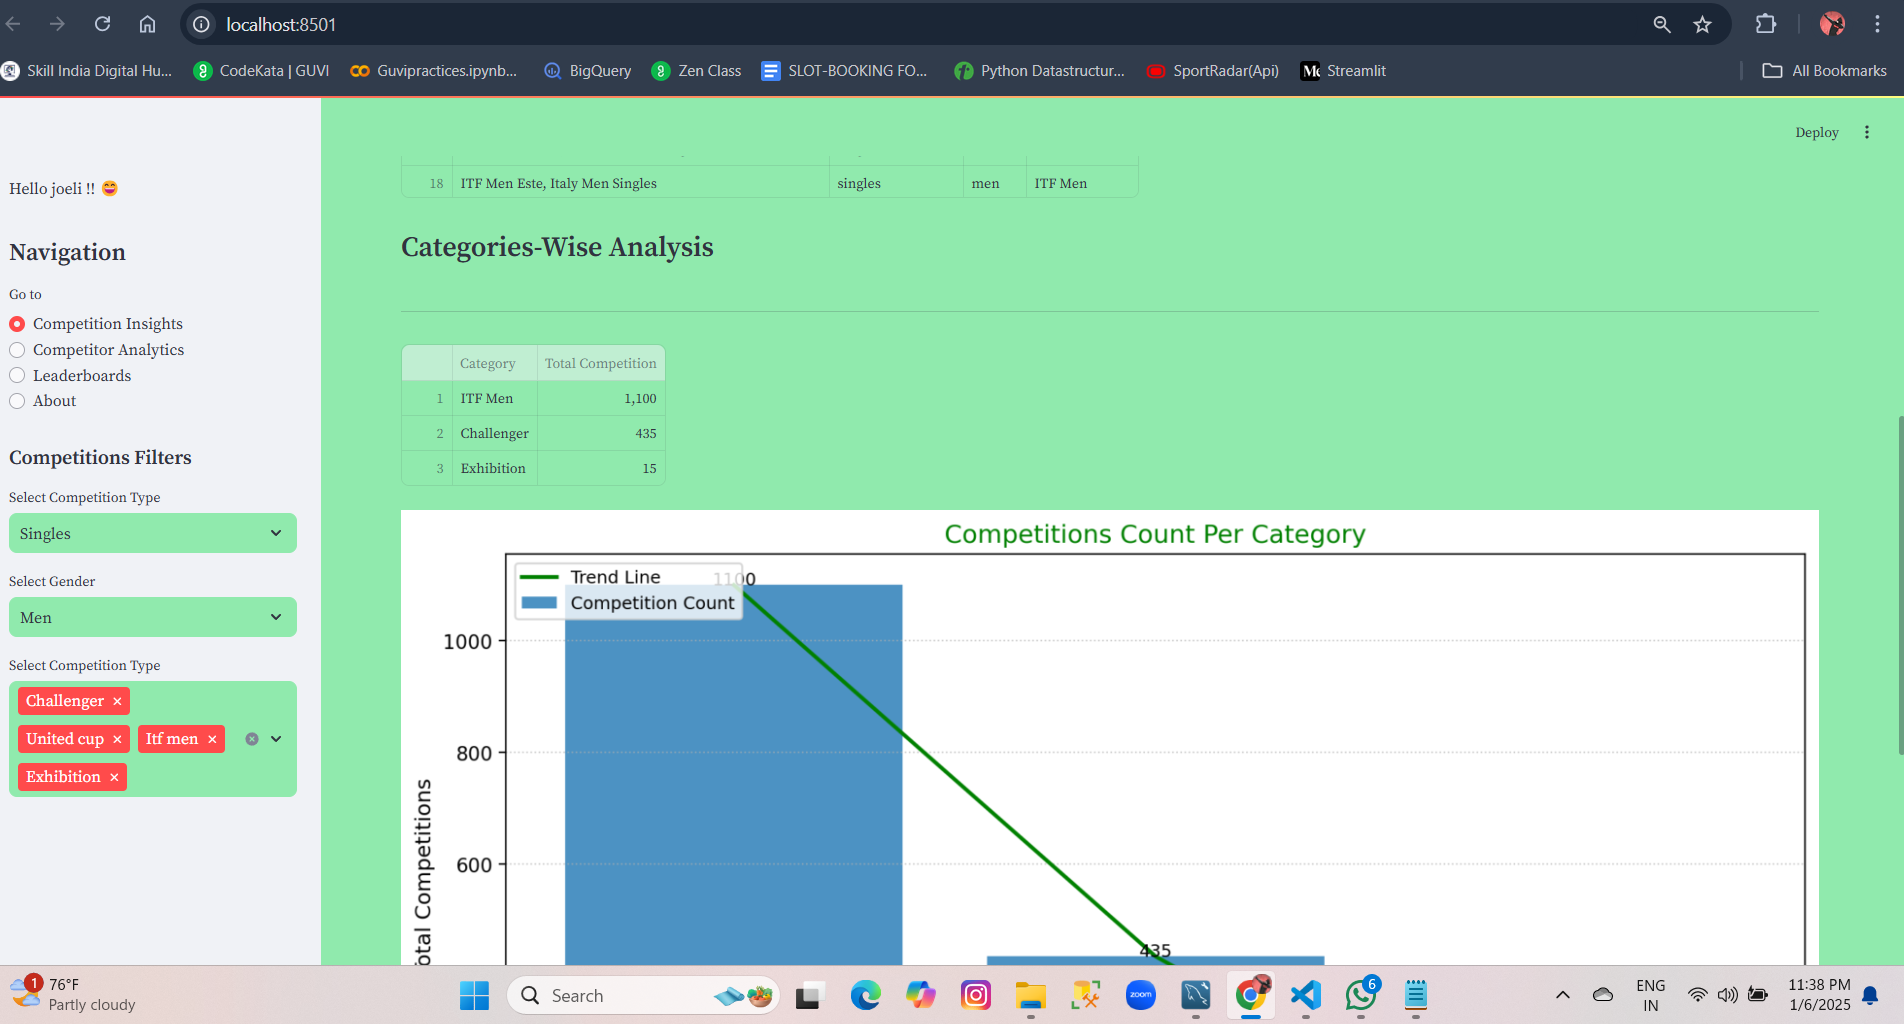 localhost:8501
Skill India Digital Hu... CodeKata | GUVI Guvipractices.ipynb... BigQuery Zen Class SLOT-BOOKING FO... Python Datastructur... SportRadar(Api) Streamlit All Bookmarks
Deploy
Hello joeli !! 😄
Navigation
Go to
Competition Insights
Competitor Analytics
Leaderboards
About
Competitions Filters
Select Competition Type
Singles
Select Gender
Men
Select Competition Type
Challenger ×
United cup × Itf men ×
Exhibition ×
18 ITF Men Este, Italy Men Singles singles men ITF Men
Categories-Wise Analysis
Category Total Competition
1 ITF Men 1,100
2 Challenger 435
3 Exhibition 15
Competitions Count Per Category
Trend Line
Competition Count
1100
1000
800
600
435
otal Competitions
1
76°F
Partly cloudy
Search
zoom
6
ENG
IN
11:38 PM
1/6/2025